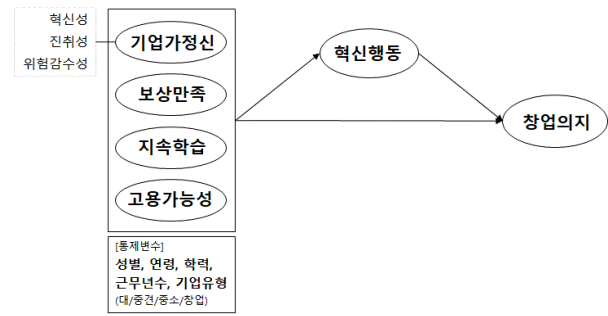 혁신성
진취성
위험감수성
기업가정신
보상만족
지속학습
고용가능성
혁신행동
창업의지
[통제변수]
성별, 연령, 학력,
근무년수, 기업유형
(대/중견/중소/창업)